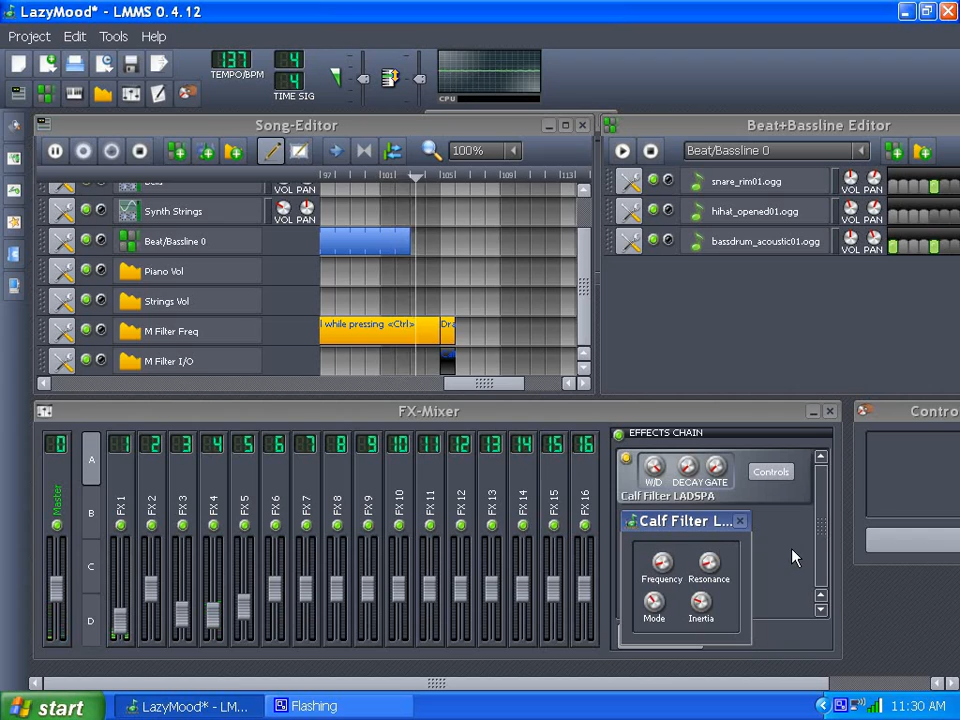 LazyMood* - LMMS 0.4.12
Project Edit Tools Help
137
TEMPO/BPM
4
4
TIME SIG
CPU
Song-Editor
100%
97 101 105 109 113
VOL PAN
Synth Strings
VOL PAN
Beat/Bassline 0
Piano Vol
Strings Vol
M Filter Freq
l while pressing <Ctrl>
Dra
M Filter I/O
Beat+Bassline Editor
Beat/Bassline 0
snare_rim01.ogg
VOL PAN
hihat_opened01.ogg
VOL PAN
bassdrum_acoustic01.ogg
VOL PAN
FX-Mixer
0 1 2 3 4 5 6 7 8 9 10 11 12 13 14 15 16
A
B
C
D
Master
FX 1
FX 2
FX 3
FX 4
FX 5
FX 6
FX 7
FX 8
FX 9
FX 10
FX 11
FX 12
FX 13
FX 14
FX 15
FX 16
EFFECTS CHAIN
W/D DECAY GATE
Controls
Calf Filter LADSPA
Calf Filter L...
Frequency Resonance
Mode Inertia
Contro
start
LazyMood* - LM...
Flashing
11:30 AM